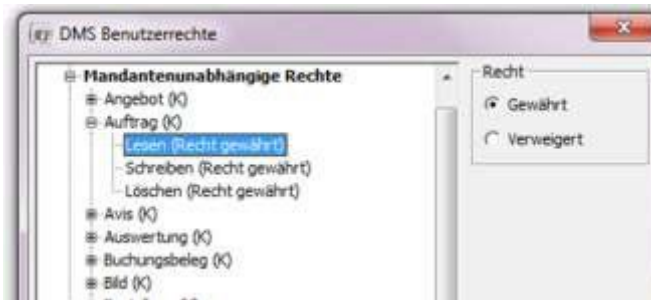 DMS Benutzerrechte
Mandantenunabhängige Rechte
Angebot (K)
Auftrag (K)
Lesen (Recht gewährt)
Schreiben (Recht gewährt)
Löschen (Recht gewährt)
Avis (K)
Auswertung (K)
Buchungsbeleg (K)
Bild (K)
Recht
Gewährt
Verweigert